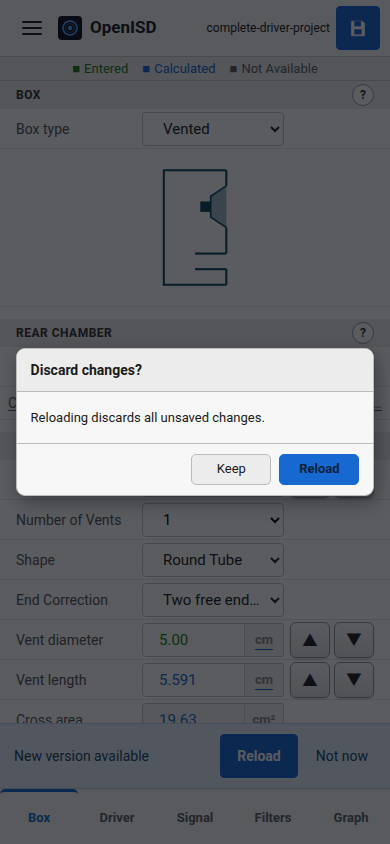 OpenISD
complete-driver-project
Entered
Calculated
Not Available
BOX
?
Box type
Vented
REAR CHAMBER
?
Discard changes?
Reloading discards all unsaved changes.
Keep
Reload
Number of Vents
1
Shape
Round Tube
End Correction
Two free end...
Vent diameter
5.00
cm
Vent length
5.591
cm
Cross area
19.63
cm²
New version available
Reload
Not now
Box
Driver
Signal
Filters
Graph